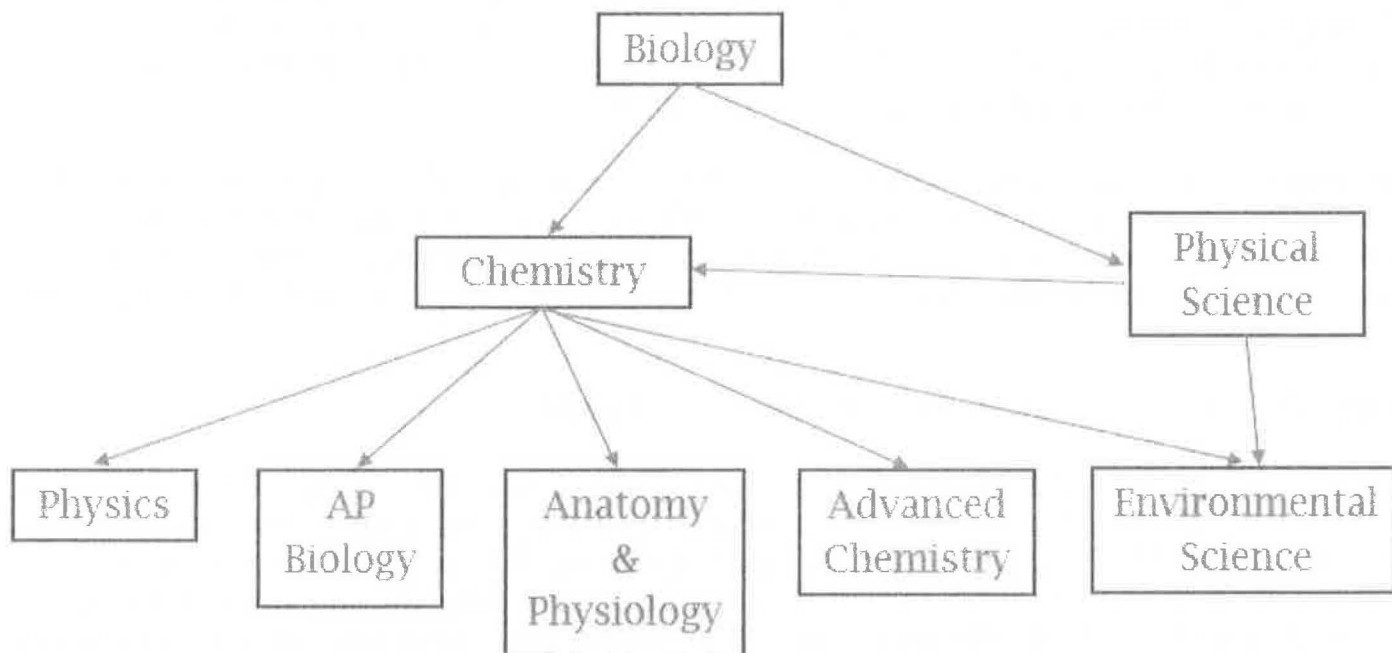 Biology
Chemistry
Physical
Science
Physics
AP
Biology
Anatomy
&
Physiology
Advanced
Chemistry
Environmental
Science